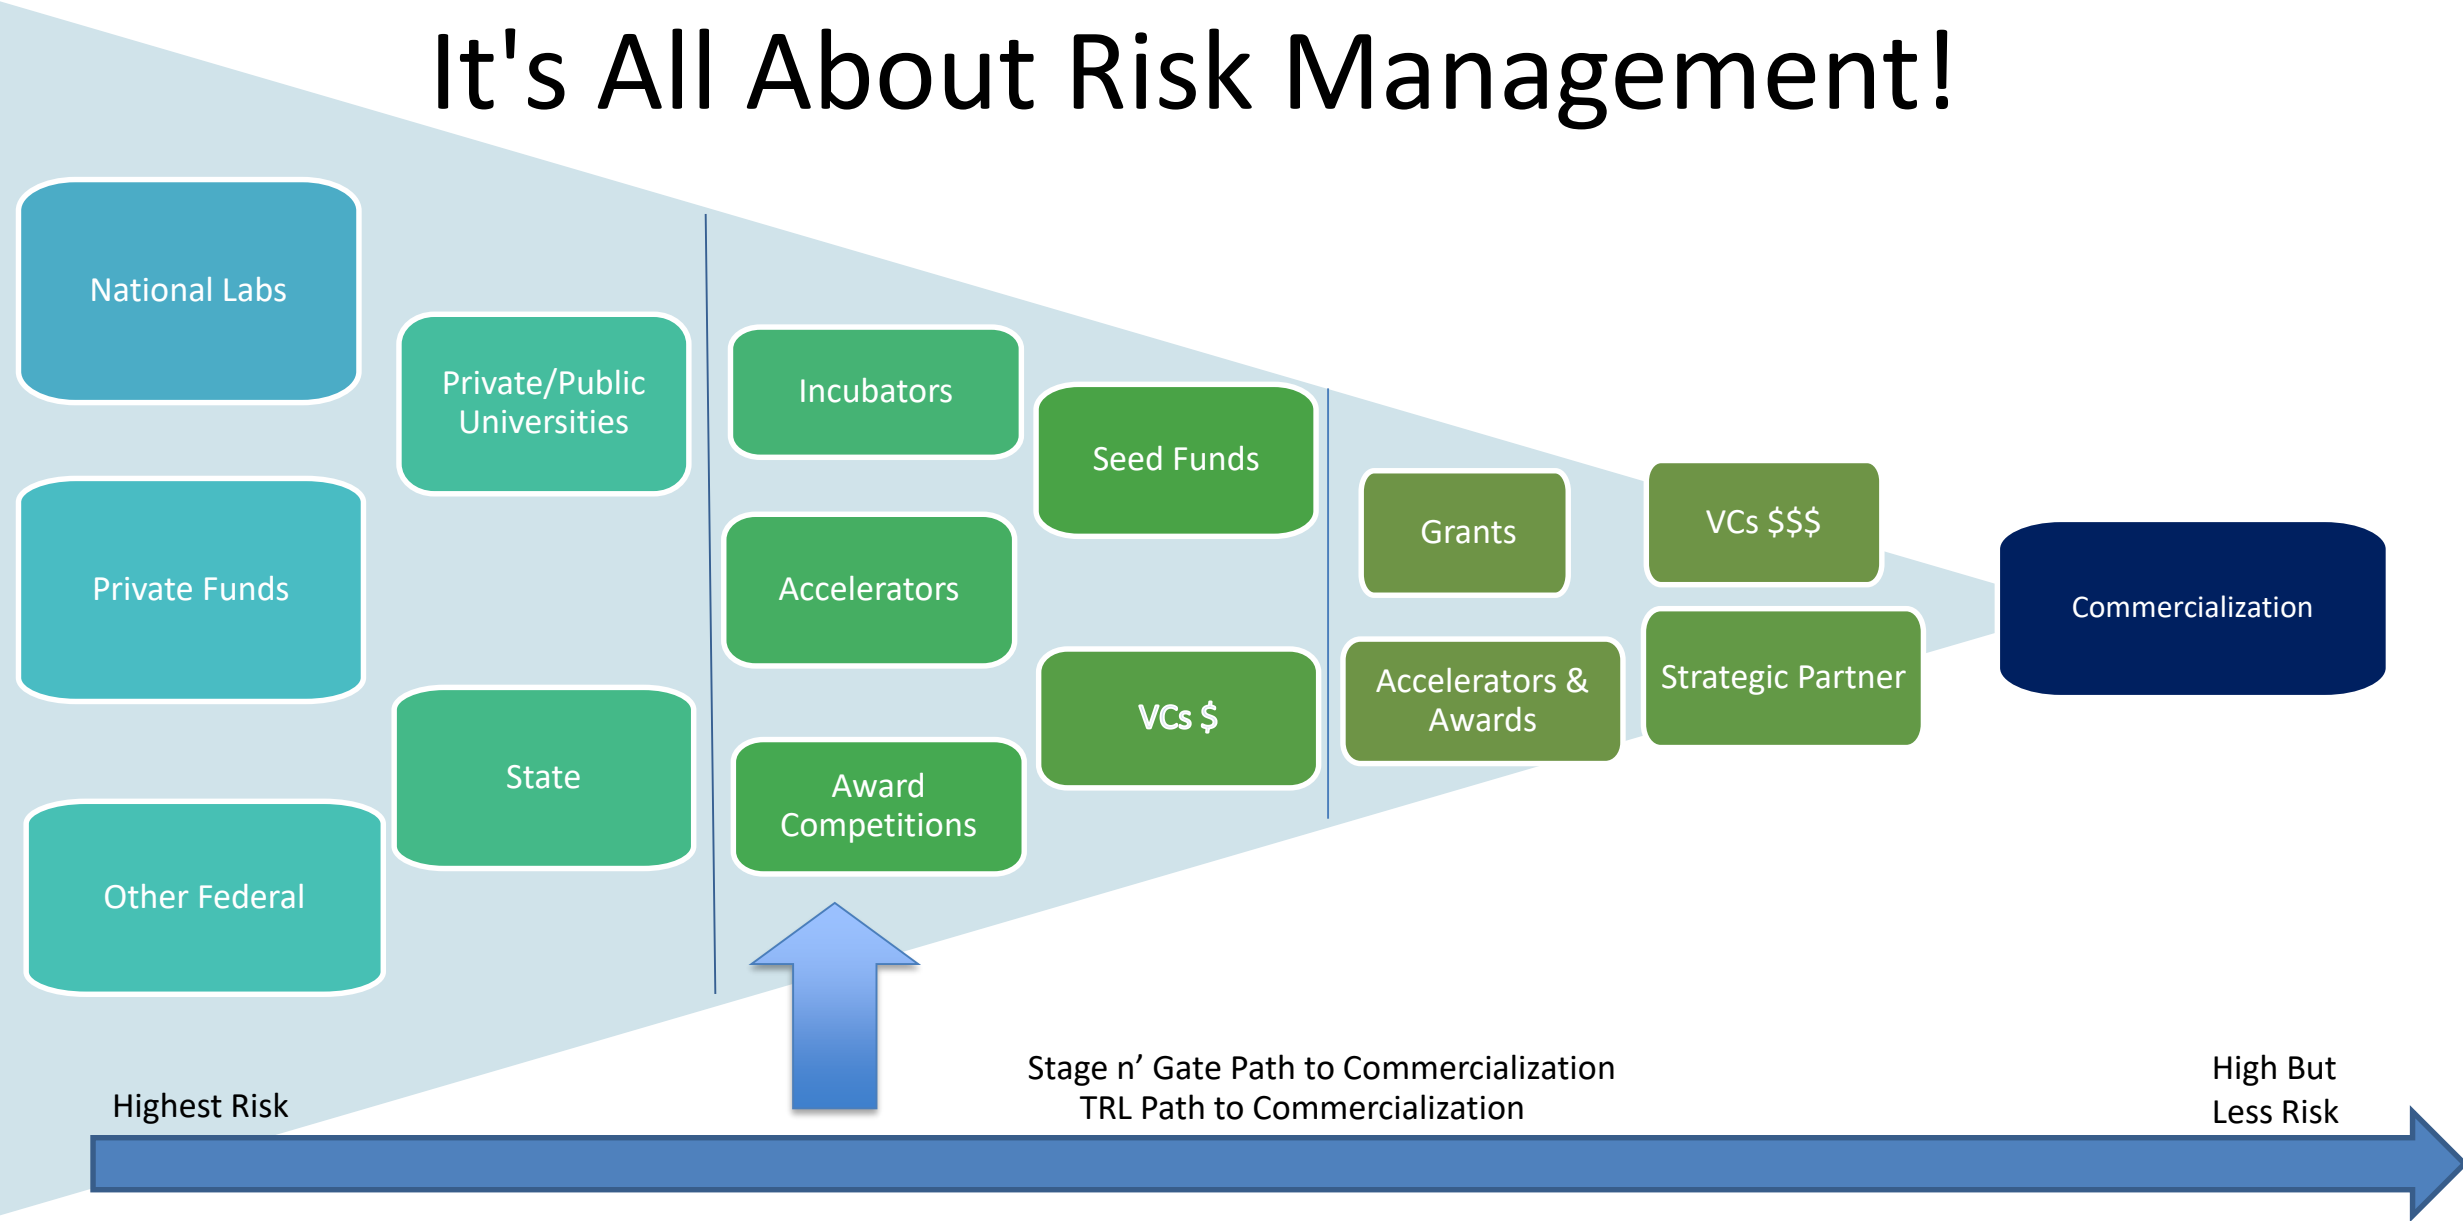 It's All About Risk Management!
National Labs
Private Funds
Other Federal
Private/Public
Universities
State
Incubators
Accelerators
Award
Competitions
Seed Funds
VCs $
Grants
Accelerators &
Awards
VCs $$$
Strategic Partner
Commercialization
Highest Risk
Stage n’ Gate Path to Commercialization
TRL Path to Commercialization
High But
Less Risk